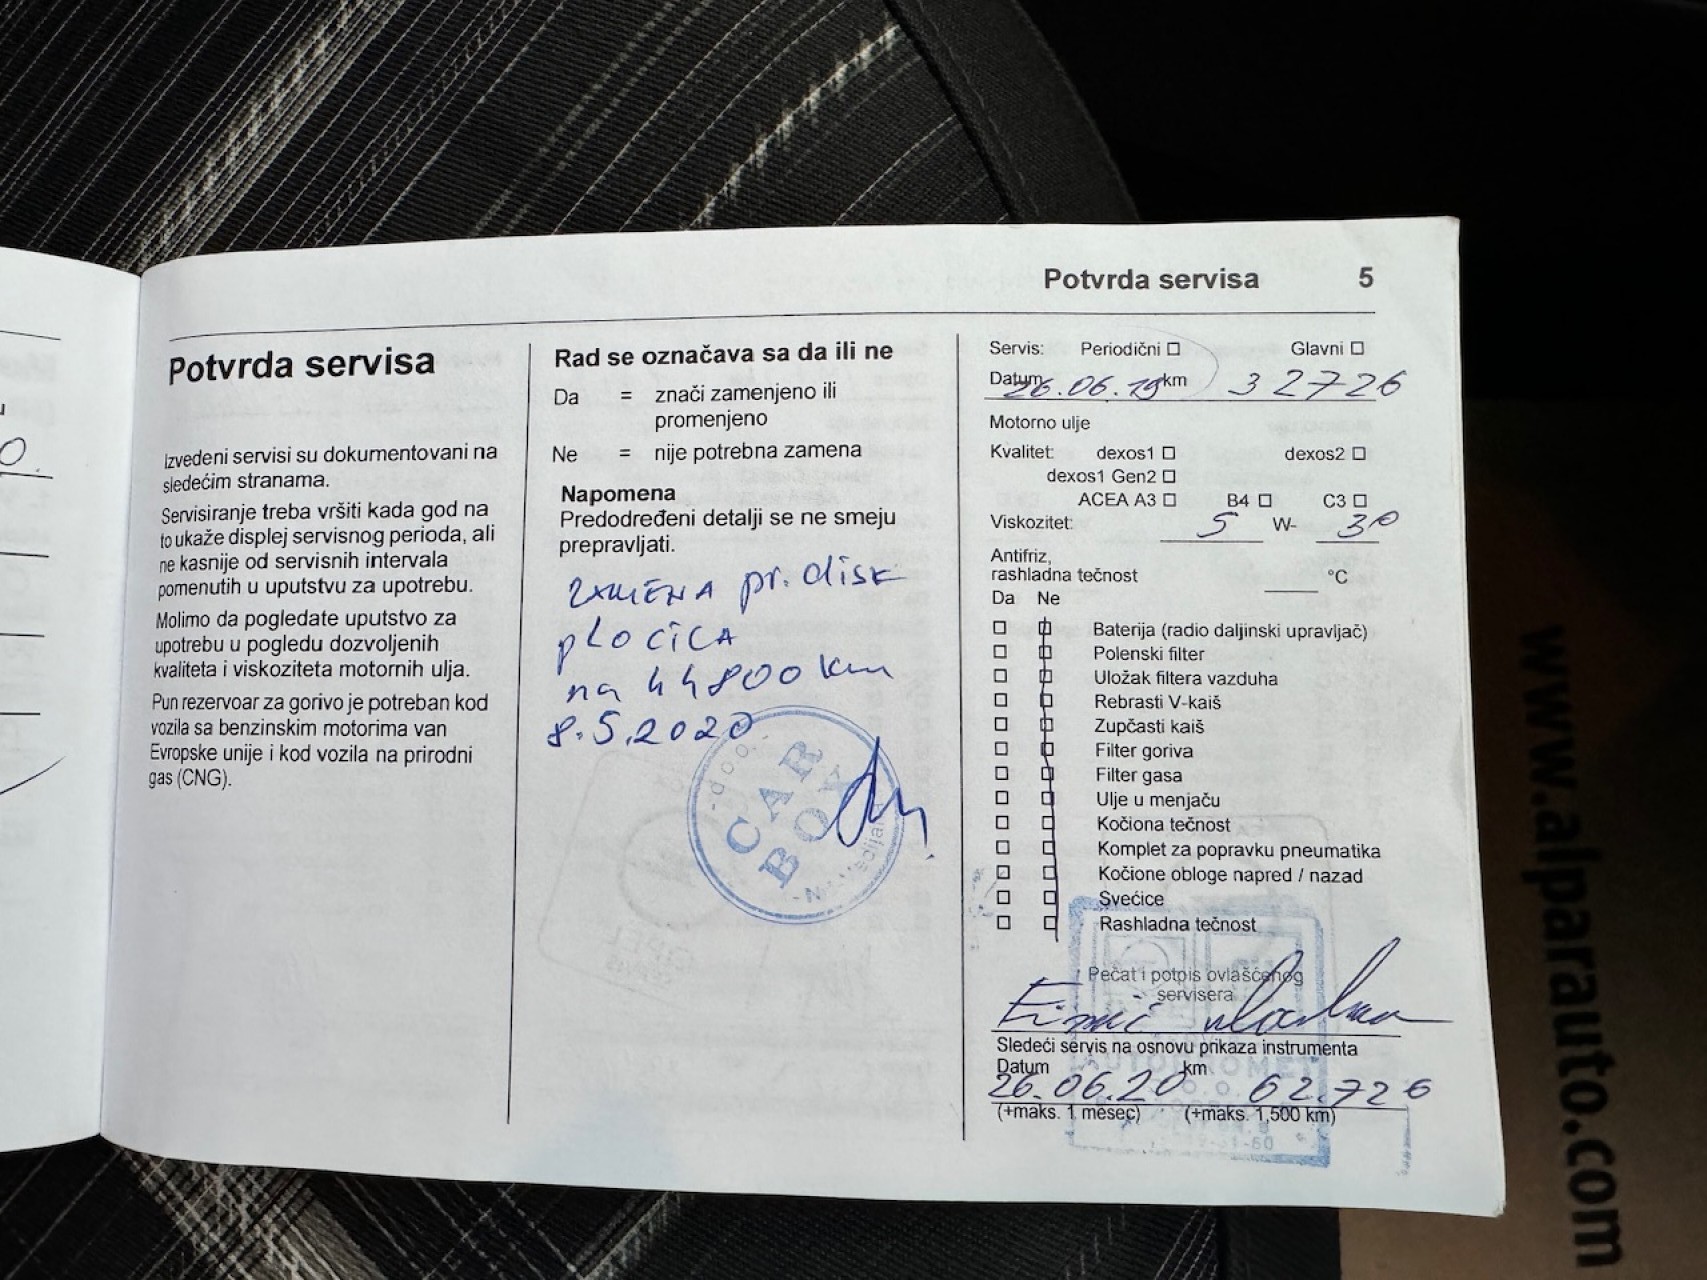 Potvrda servisa 5
Potvrda servisa
Izvedeni servisi su dokumentovani na
sledećim stranama.
Servisiranje treba vršiti kada god na
to ukaže displej servisnog perioda, ali
ne kasnije od servisnih intervala
pomenutih u uputstvu za upotrebu.
Molimo da pogledate uputstvo za
upotrebu u pogledu dozvoljenih
kvaliteta i viskoziteta motornih ulja.
Pun rezervoar za gorivo je potreban kod
vozila sa benzinskim motorima van
Evropske unije i kod vozila na prirodni
gas (CNG).
Rad se označava sa da ili ne
Da = znači zamenjeno ili
promenjeno
Ne = nije potrebna zamena
Napomena
Predodređeni detalji se ne smeju
prepravljati.
ZAMENA pr. disk
pLOCICA
na 44800 km
8.5.2020
doo
CAR
BOX
Servis: Periodični Glavni
Datum 26.06.19 km 32726
Motorno ulje
Kvalitet: dexos1 dexos2
dexos1 Gen2
ACEA A3 B4 C3
Viskozitet: 5 W- 30
Antifriz,
rashladna tečnost °C
Da Ne
Baterija (radio daljinski upravljač)
Polenski filter
Uložak filtera vazduha
Rebrasti V-kaiš
Zupčasti kaiš
Filter goriva
Filter gasa
Ulje u menjaču
Kočiona tečnost
Komplet za popravku pneumatika
Kočione obloge napred / nazad
Svećice
Rashladna tečnost
Pečat i potpis ovlašćenog
servisera
Sledeći servis na osnovu prikaza instrumenta
Datum km
26.06.20 62.726
(+maks. 1 mesec) (+maks. 1,500 km)
www.alparauto.com